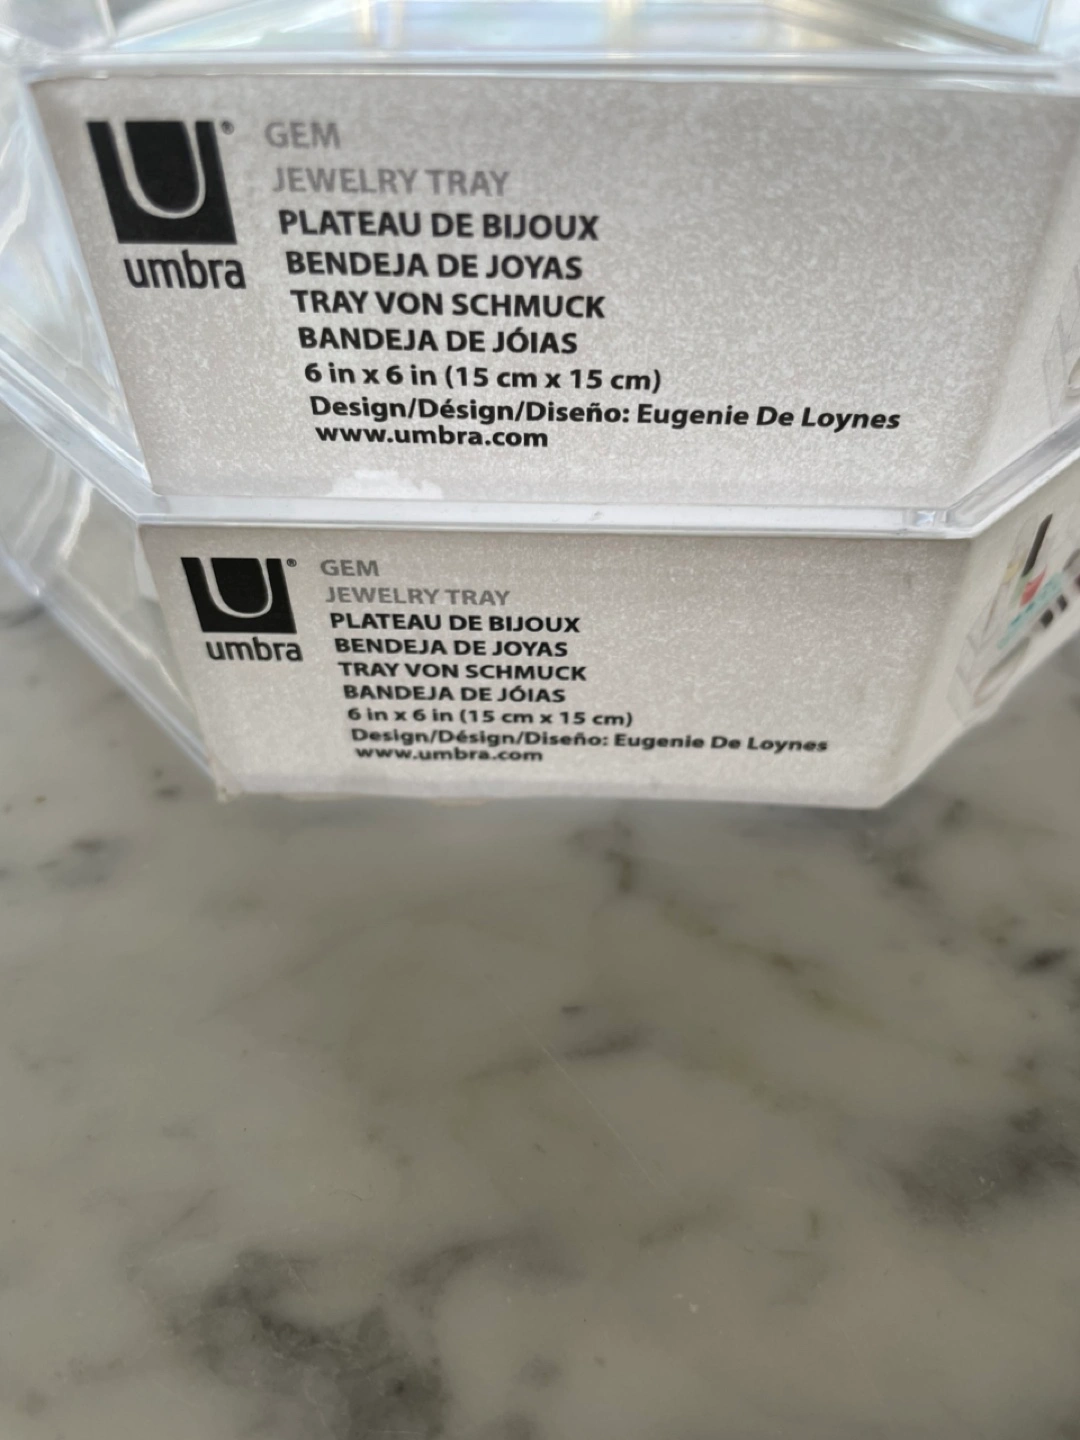 U®
umbra
GEM
JEWELRY TRAY
PLATEAU DE BIJOUX
BENDEJA DE JOYAS
TRAY VON SCHMUCK
BANDEJA DE JÓIAS
6 in x 6 in (15 cm x 15 cm)
Design/Désign/Diseño: Eugenie De Loynes
www.umbra.com
U®
umbra
GEM
JEWELRY TRAY
PLATEAU DE BIJOUX
BENDEJA DE JOYAS
TRAY VON SCHMUCK
BANDEJA DE JÓIAS
6 in x 6 in (15 cm x 15 cm)
Design/Désign/Diseño: Eugenie De Loynes
www.umbra.com